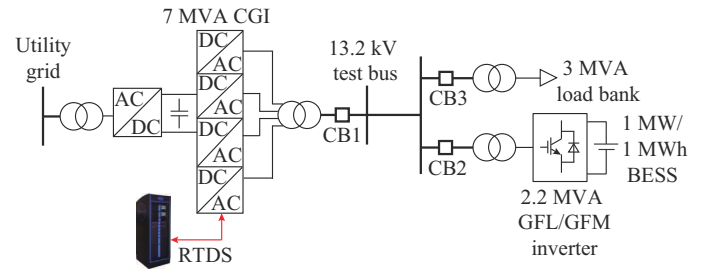 7 MVA CGI
Utility
grid
AC
DC
DC
AC
DC
AC
DC
AC
DC
AC
RTDS
13.2 kV
test bus
CB1
CB3
CB2
3 MVA
load bank
1 MW/
1 MWh
BESS
2.2 MVA
GFL/GFM
inverter